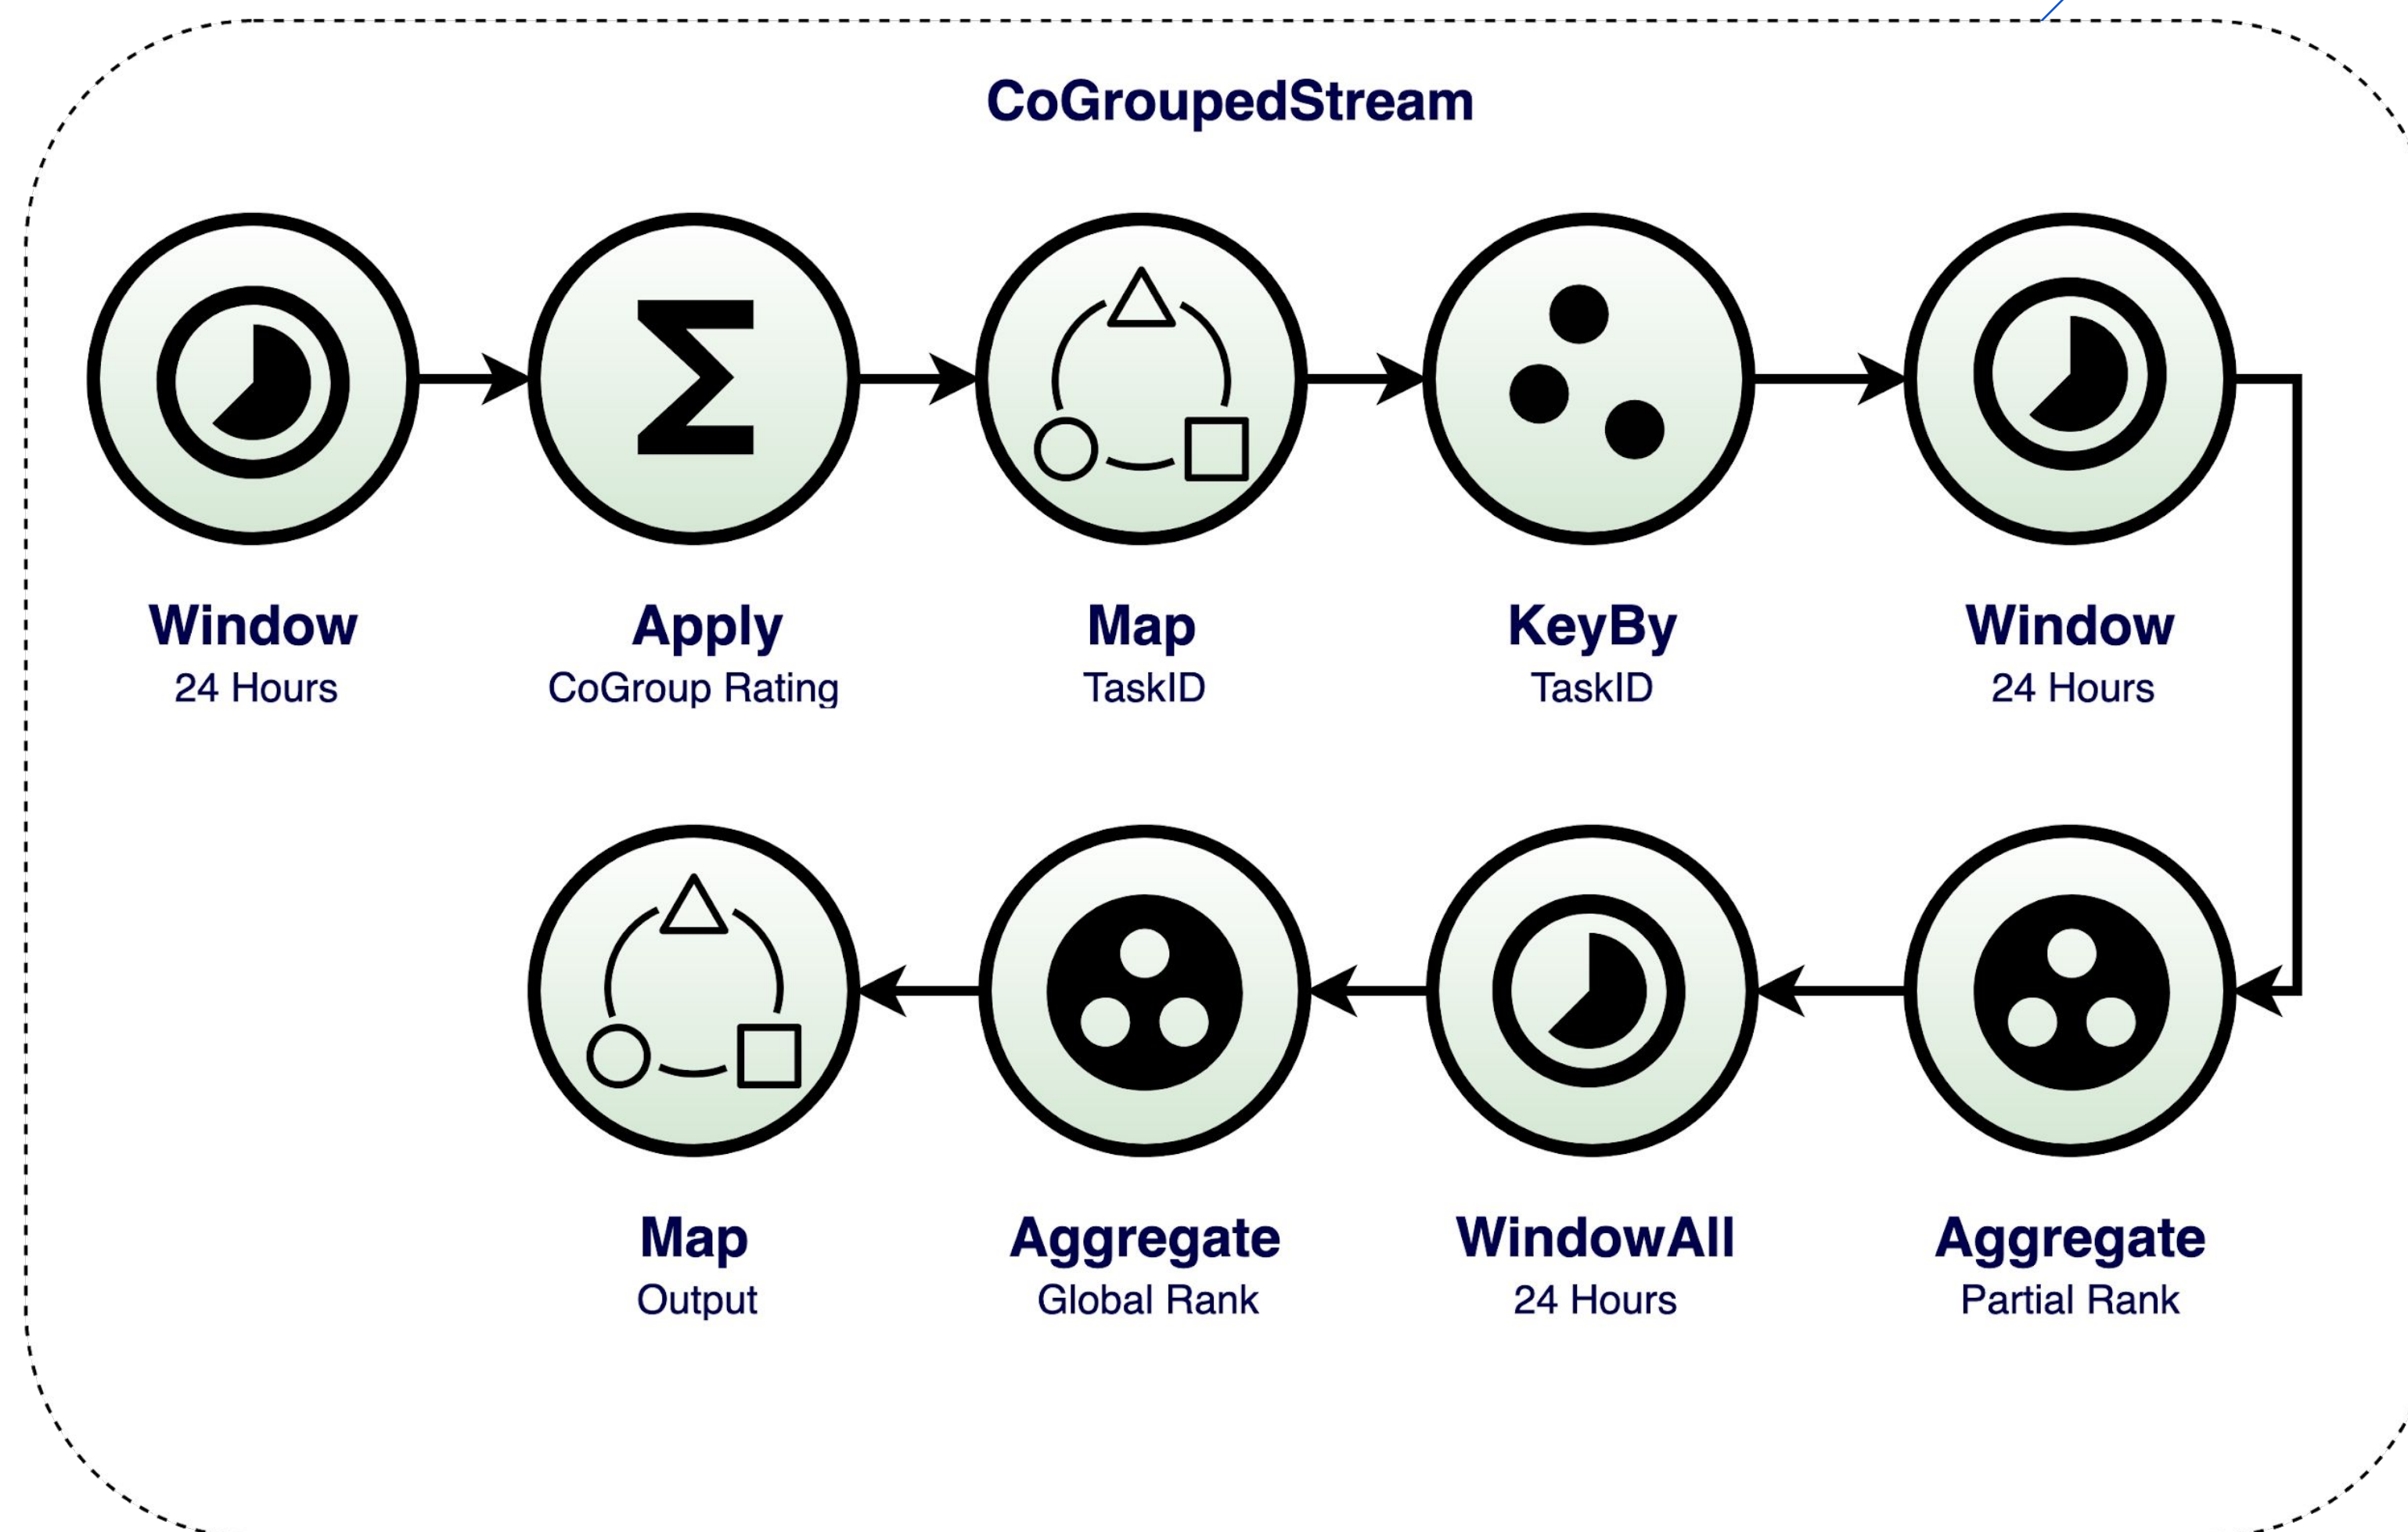 CoGroupedStream
Window
24 Hours
Apply
CoGroup Rating
Map
TaskID
KeyBy
TaskID
Window
24 Hours
Map
Output
Aggregate
Global Rank
WindowAll
24 Hours
Aggregate
Partial Rank